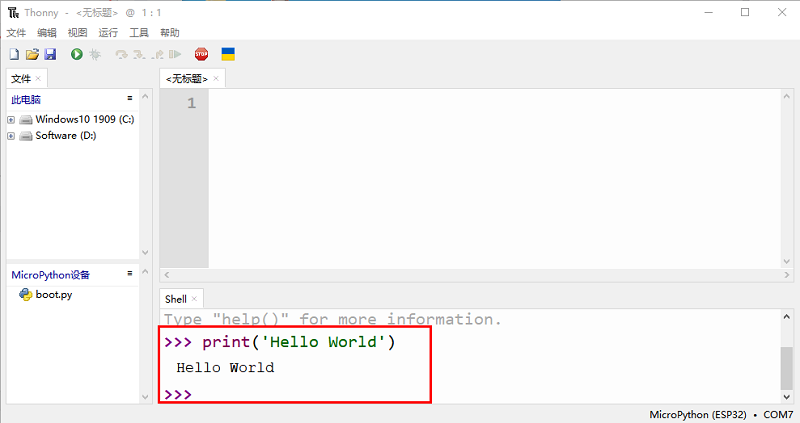 Thonny - <无标题> @ 1 : 1
文件 编辑 视图 运行 工具 帮助
STOP
文件
此电脑
Windows10 1909 (C:)
Software (D:)
MicroPython设备
boot.py
<无标题>
1
Shell
Type "help()" for more information.
>>> print('Hello World')
Hello World
>>>
MicroPython (ESP32) • COM7